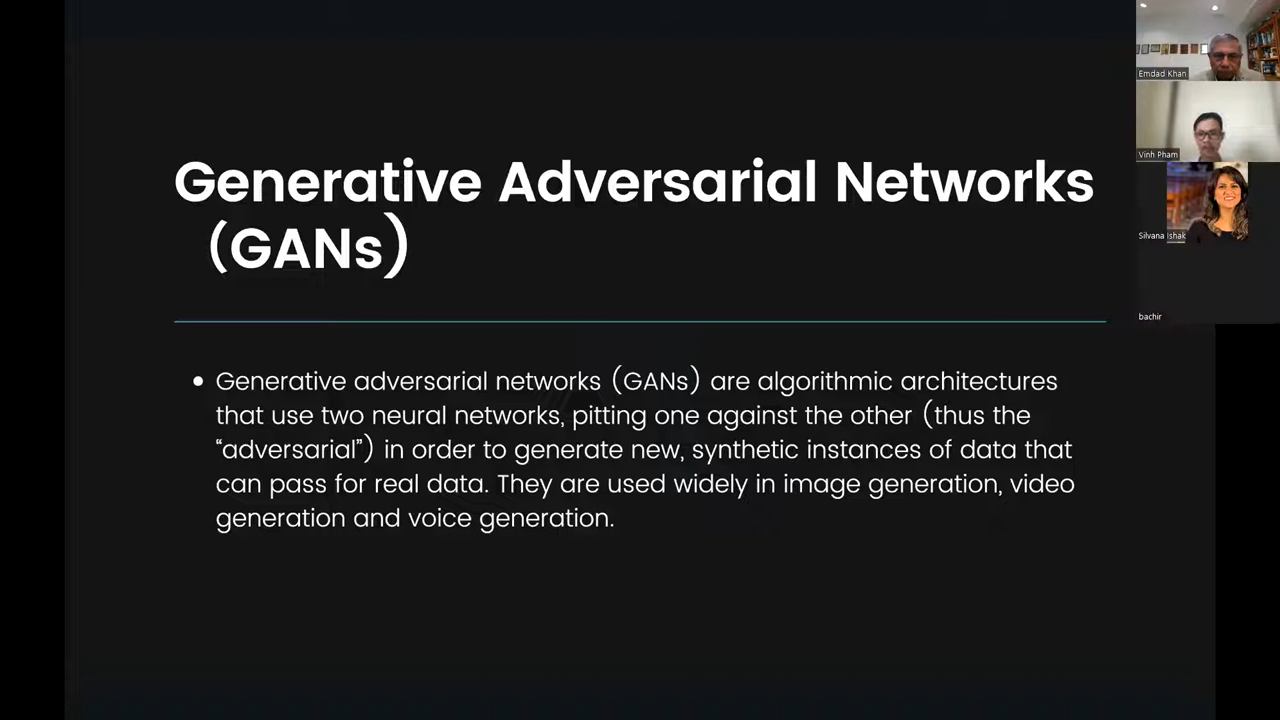 Generative Adversarial Networks
(GANs)
• Generative adversarial networks (GANs) are algorithmic architectures
that use two neural networks, pitting one against the other (thus the
“adversarial”) in order to generate new, synthetic instances of data that
can pass for real data. They are used widely in image generation, video
generation and voice generation.
Emdad Khan
Vinh Pham
Silvana Ishak
bachir